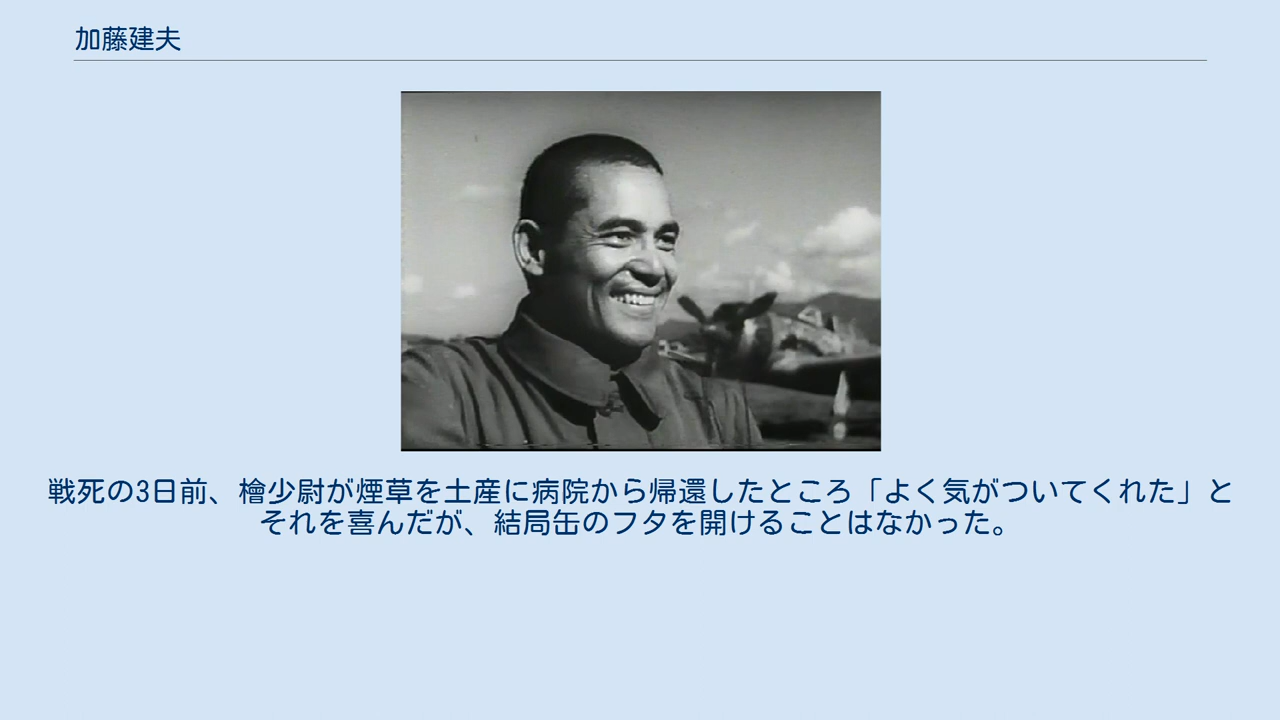 加藤建夫
戦死の3日前、檜少尉が煙草を土産に病院から帰還したところ「よく気がついてくれた」と
それを喜んだが、結局缶のフタを開けることはなかった。